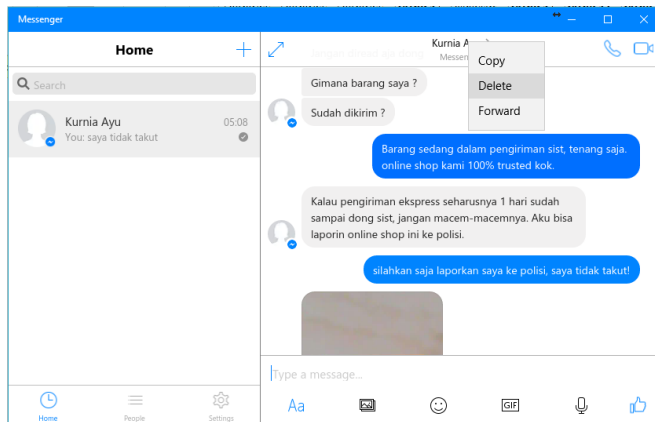 Messenger
Home
Search
Kurnia Ayu
05:08
You: saya tidak takut
Home
People
Settings
Kurnia A
Messen
Copy
Delete
Forward
Gimana barang saya ?
Sudah dikirim ?
Barang sedang dalam pengiriman sist, tenang saja.
online shop kami 100% trusted kok.
Kalau pengiriman ekspress seharusnya 1 hari sudah
sampai dong sist, jangan macem-macemnya. Aku bisa
laporin online shop ini ke polisi.
silahkan saja laporkan saya ke polisi, saya tidak takut!
Type a message...
Aa
GIF